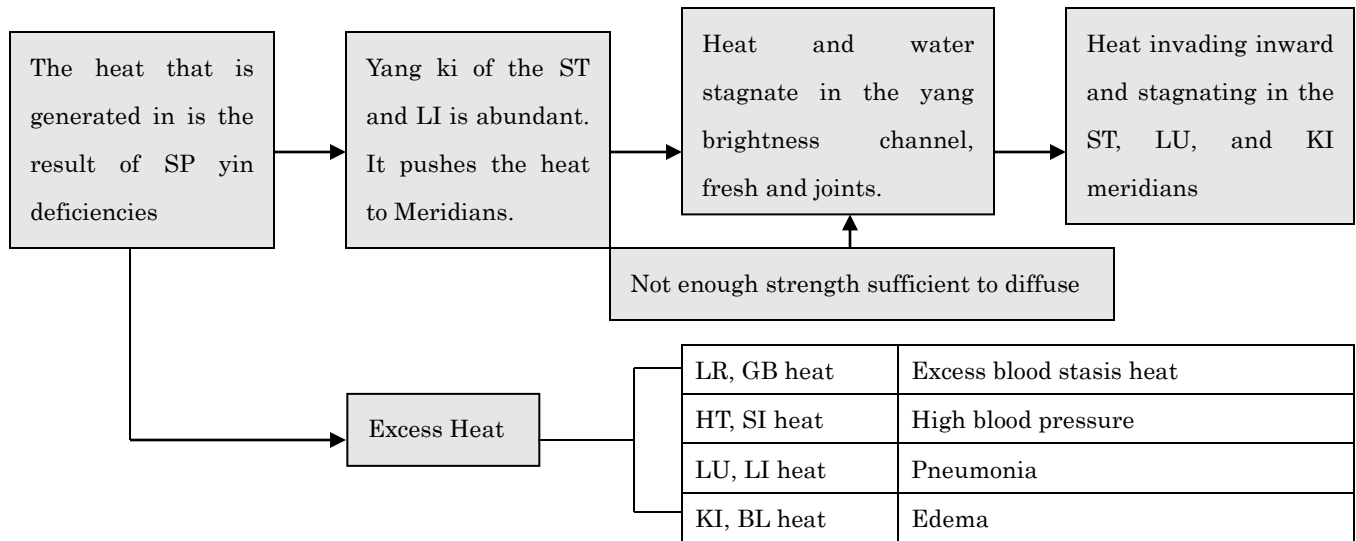 The heat that is
generated in is the
result of SP yin
deficiencies
Yang ki of the ST
and LI is abundant.
It pushes the heat
to Meridians.
Heat and water
stagnate in the yang
brightness channel,
fresh and joints.
Heat invading inward
and stagnating in the
ST, LU, and KI
meridians
Not enough strength sufficient to diffuse
Excess Heat
LR, GB heat Excess blood stasis heat
HT, SI heat High blood pressure
LU, LI heat Pneumonia
KI, BL heat Edema